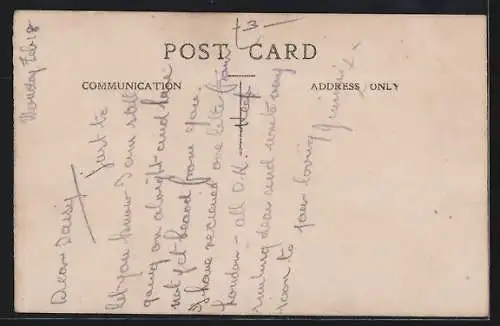 POST CARD
COMMUNICATION
ADDRESS ONLY
Monday Feb 18
Dear Daisy
Just to
let you know I am still
going on alright and have
not yet heard from you.
I have recieved one letter from
London – all O.K.
dear and write very
soon to your loving
Jimmie x